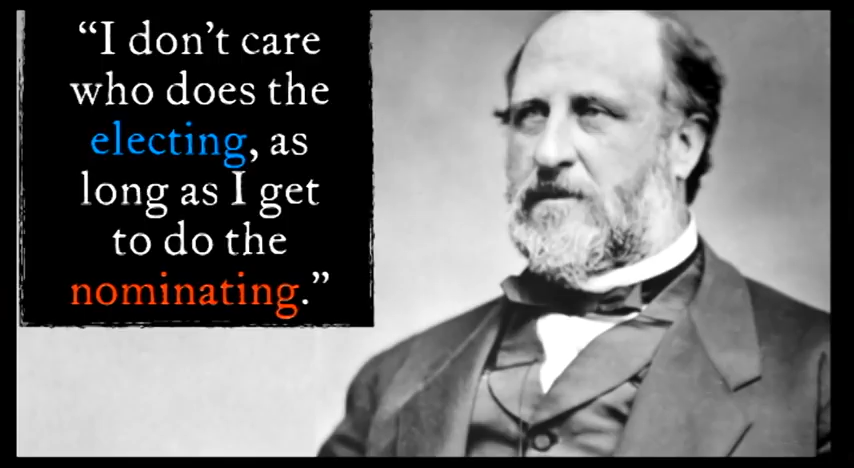 “I don’t care
who does the
electing, as
long as I get
to do the
nominating.”